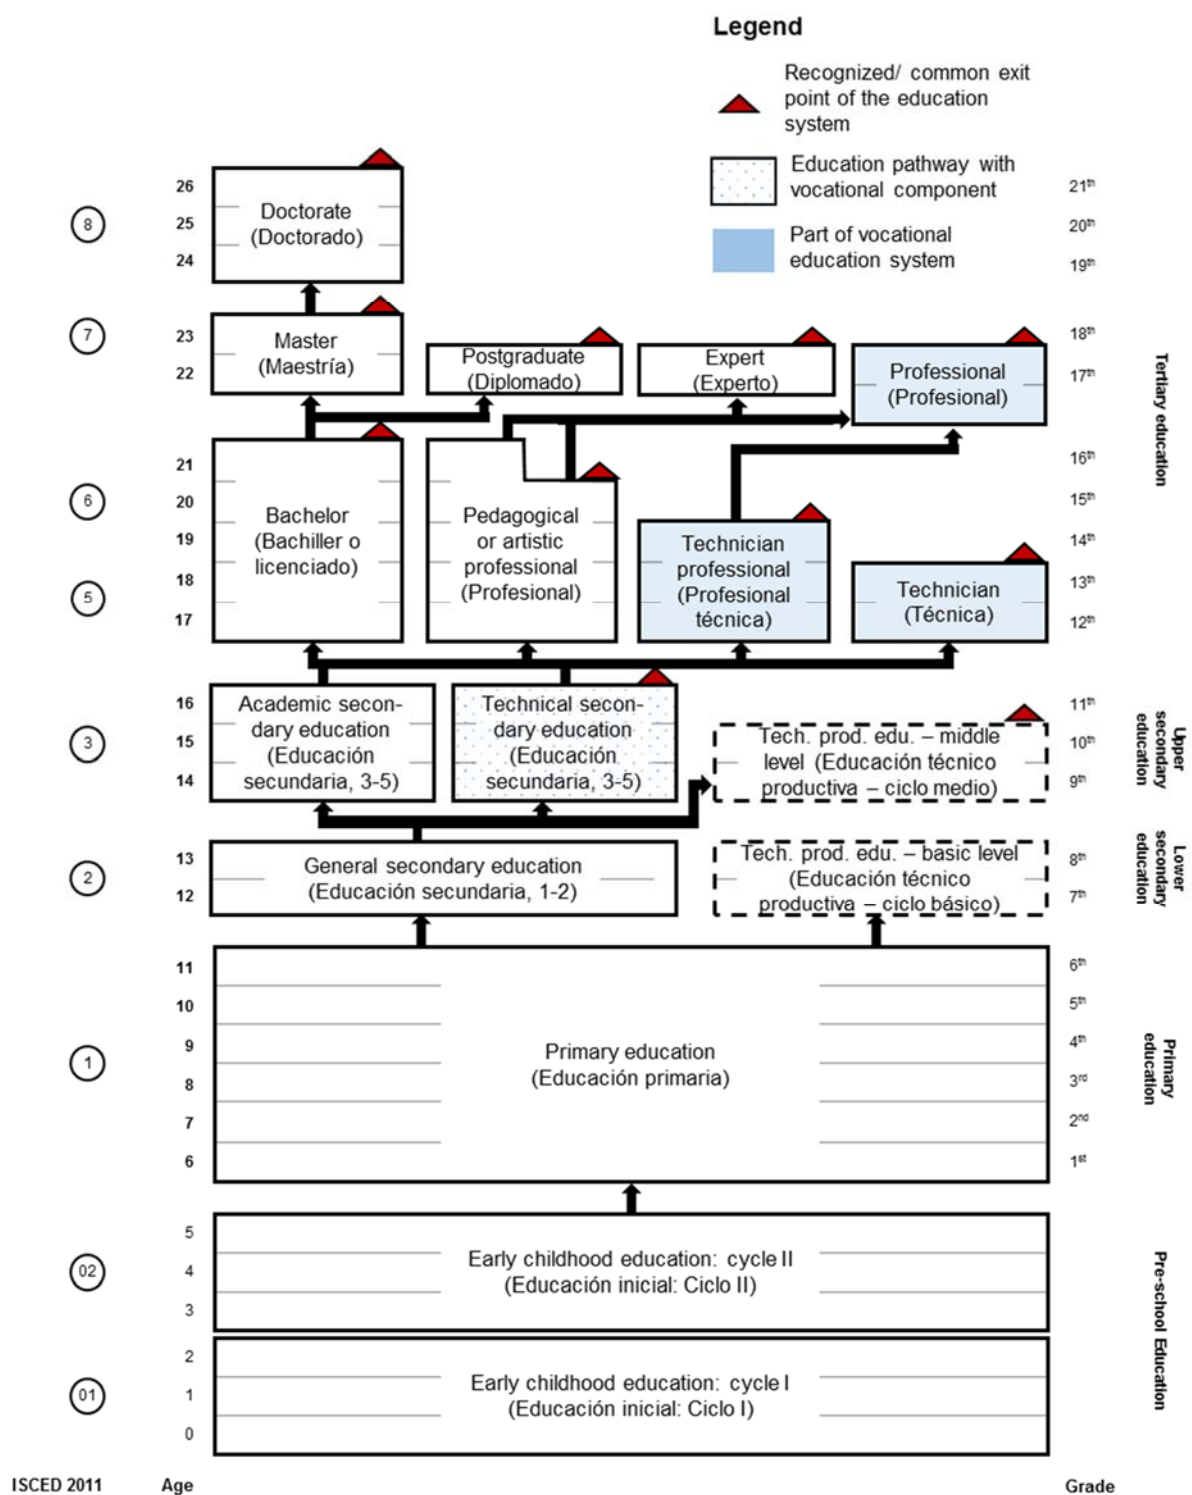 Legend
Recognized/ common exit
point of the education
system
Education pathway with
vocational component
Part of vocational
education system
26
25
24
8
Doctorate
(Doctorado)
21th
20th
19th
7
23
22
Master
(Maestría)
Postgraduate
(Diplomado)
Expert
(Experto)
Professional
(Profesional)
18th
17th
Tertiary education
21
20
19
18
17
6
5
Bachelor
(Bachiller o
licenciado)
Pedagogical
or artistic
professional
(Profesional)
Technician
professional
(Profesional
técnica)
Technician
(Técnica)
16th
15th
14th
13th
12th
16
15
14
3
Academic secon-
dary education
(Educación
secundaria, 3-5)
Technical secon-
dary education
(Educación
secundaria, 3-5)
Tech. prod. edu. – middle
level (Educación técnico
productiva – ciclo medio)
11th
10th
9th
Upper
secondary
education
13
12
2
General secondary education
(Educación secundaria, 1-2)
Tech. prod. edu. – basic level
(Educación técnico
productiva – ciclo básico)
8th
7th
Lower
secondary
education
11
10
9
8
7
6
1
Primary education
(Educación primaria)
6th
5th
4th
3rd
2nd
1st
Primary
education
5
4
3
02
Early childhood education: cycle II
(Educación inicial: Ciclo II)
2
1
0
01
Early childhood education: cycle I
(Educación inicial: Ciclo I)
Pre-school Education
ISCED 2011
Age
Grade